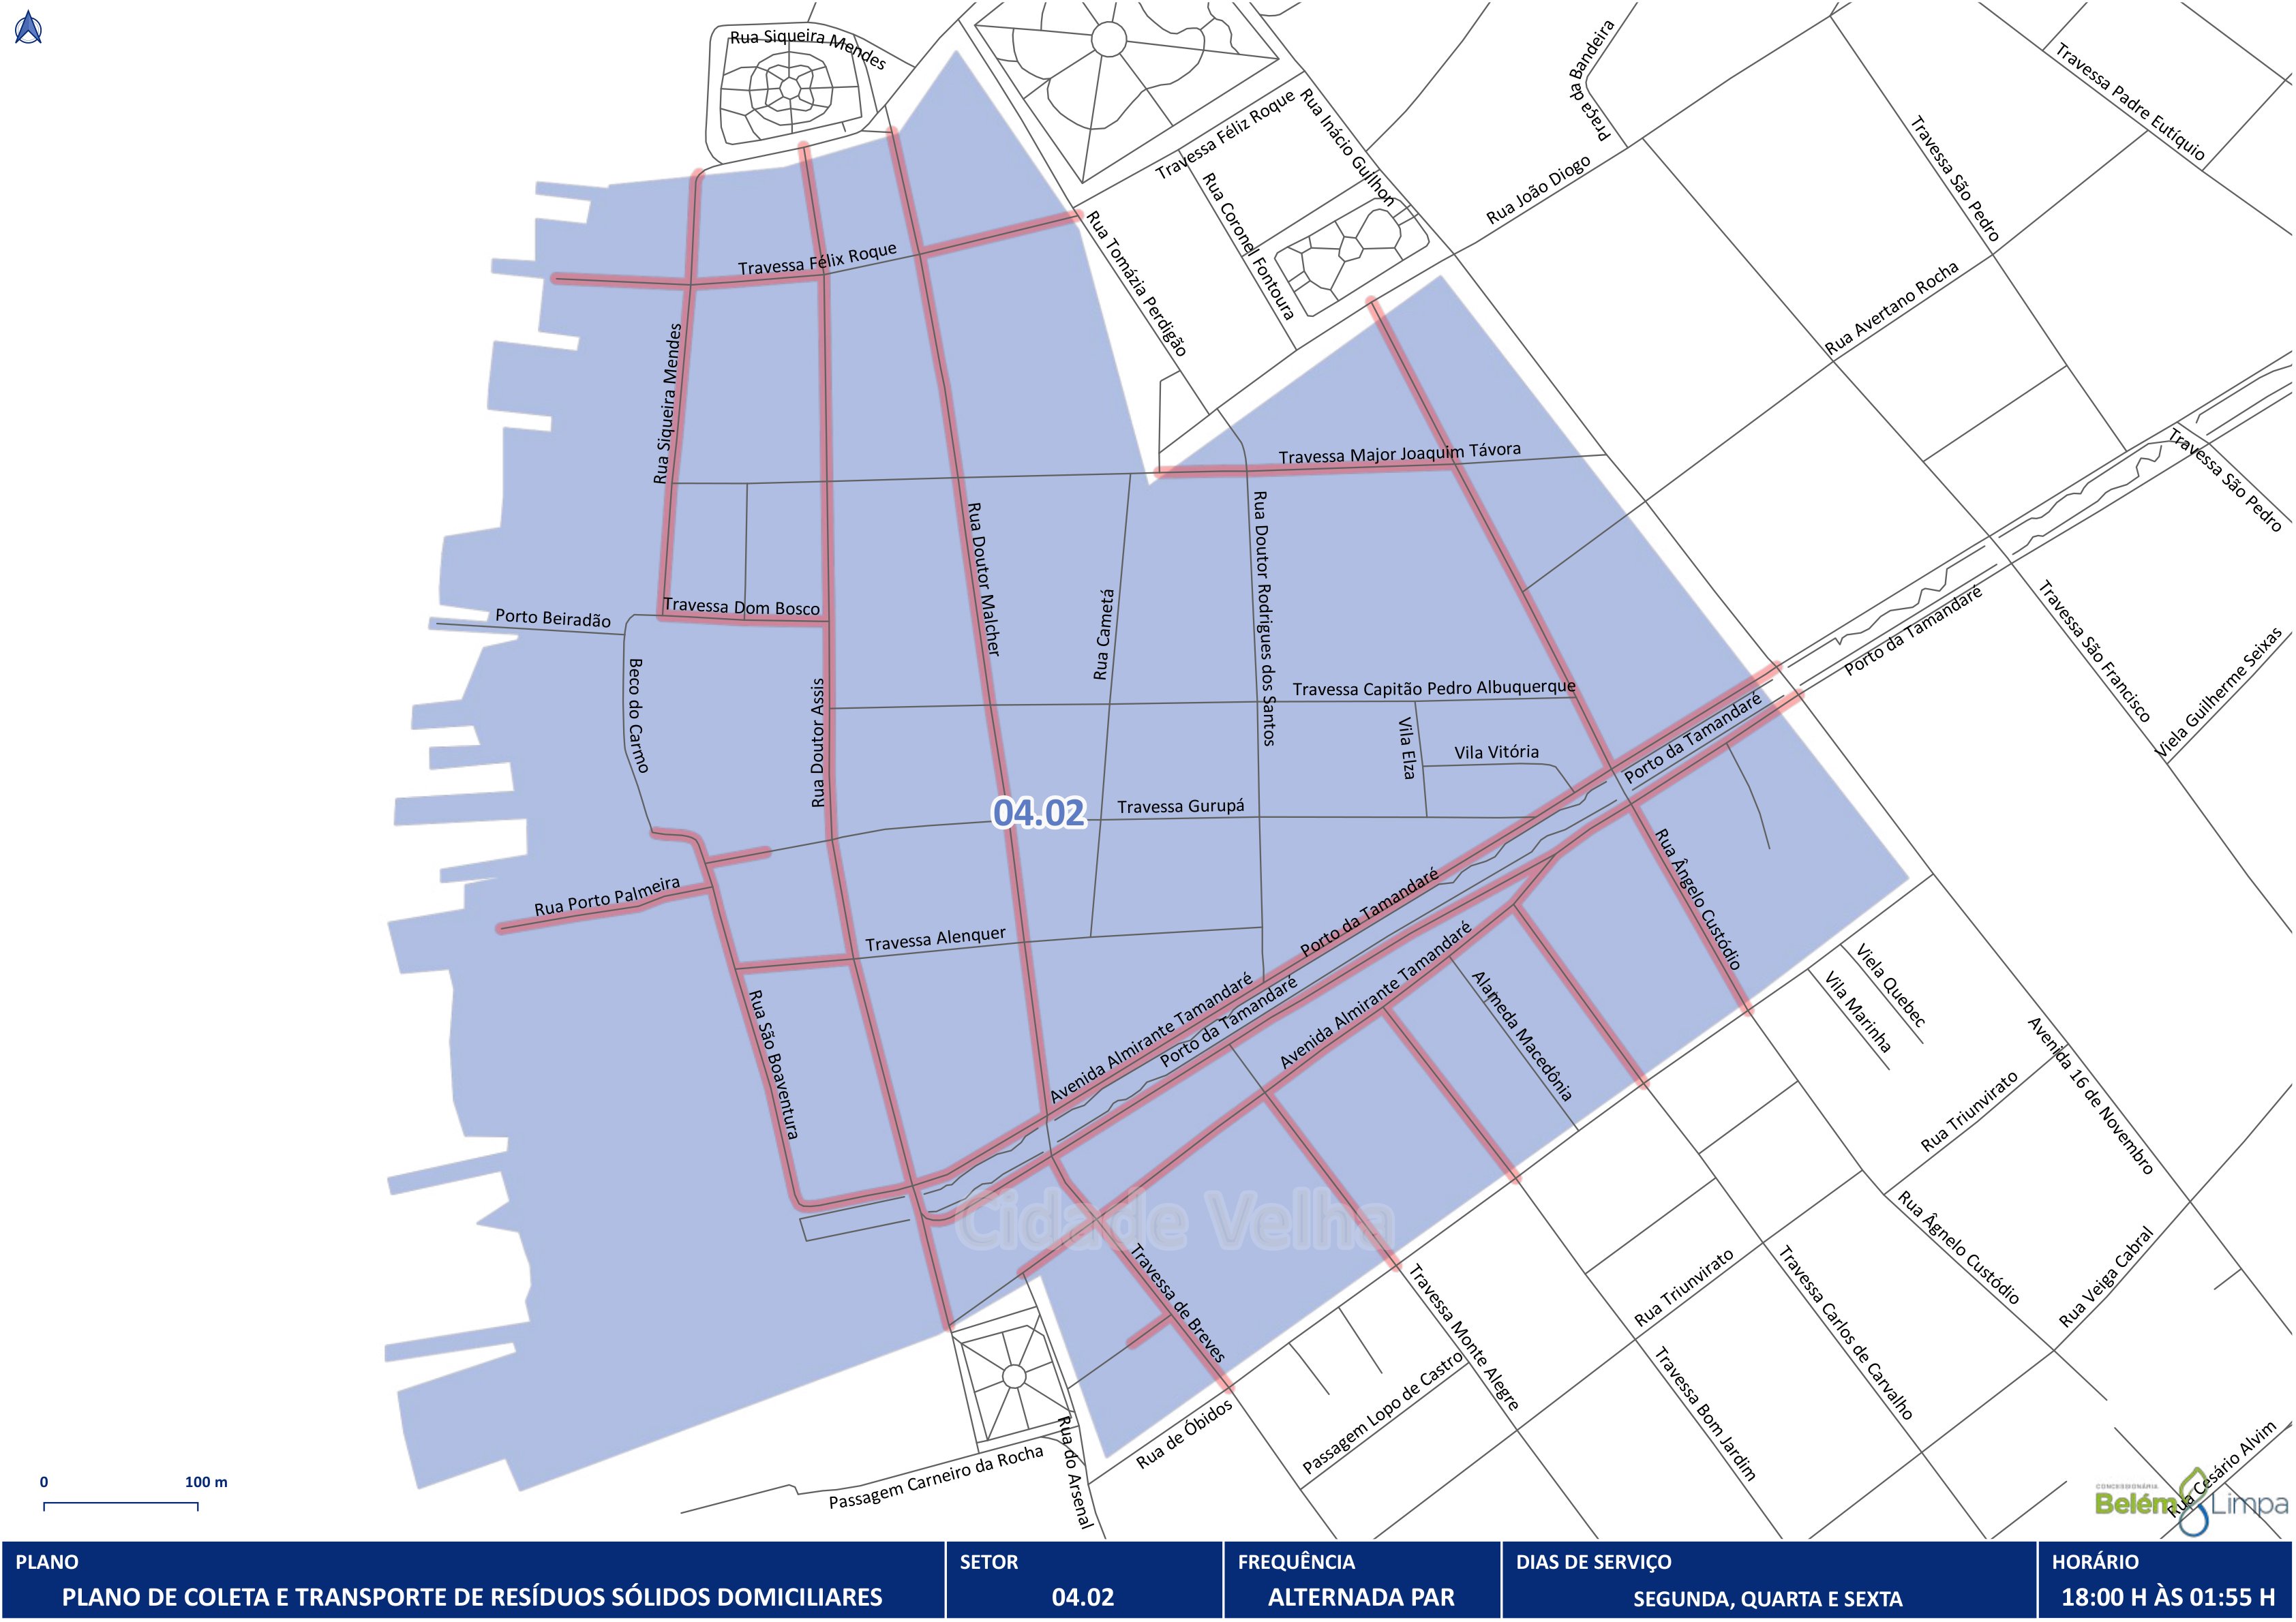 Rua Siqueira Mendes
Praça da Bandeira
Travessa Padre Eutíquio
Travessa Féliz Roque
Rua Inácio Guilhon
Rua João Diogo
Travessa São Pedro
Rua Coronel Fontoura
Rua Tomázia Perdigão
Travessa Félix Roque
Rua Avertano Rocha
Rua Siqueira Mendes
Travessa Major Joaquim Távora
Travessa São Pedro
Rua Doutor Malcher
Rua Doutor Rodrigues dos Santos
Rua Cametá
Travessa Dom Bosco
Porto Beiradão
Porto da Tamandaré
Travessa São Francisco
Viela Guilherme Seixas
Beco do Carmo
Rua Doutor Assis
Travessa Capitão Pedro Albuquerque
Vila Elza
Vila Vitória
Porto da Tamandaré
04.02
Travessa Gurupá
Rua Ângelo Custódio
Rua Porto Palmeira
Travessa Alenquer
Porto da Tamandaré
Avenida Almirante Tamandaré
Alameda Macedônia
Viela Quebec
Vila Marinha
Rua São Boaventura
Avenida Almirante Tamandaré
Porto da Tamandaré
Avenida 16 de Novembro
Rua Triunvirato
Cidade Velha
Rua Âgnelo Custódio
Rua Veiga Cabral
Travessa de Breves
Travessa Monte Alegre
Rua Triunvirato
Travessa Carlos de Carvalho
Travessa Bom Jardim
Passagem Lopo de Castro
Rua de Óbidos
Rua do Arsenal
Passagem Carneiro da Rocha
Rua Cesário Alvim
0 100 m
CONCESSIONÁRIA
Belém Limpa
PLANO
PLANO DE COLETA E TRANSPORTE DE RESÍDUOS SÓLIDOS DOMICILIARES
SETOR
04.02
FREQUÊNCIA
ALTERNADA PAR
DIAS DE SERVIÇO
SEGUNDA, QUARTA E SEXTA
HORÁRIO
18:00 H ÀS 01:55 H